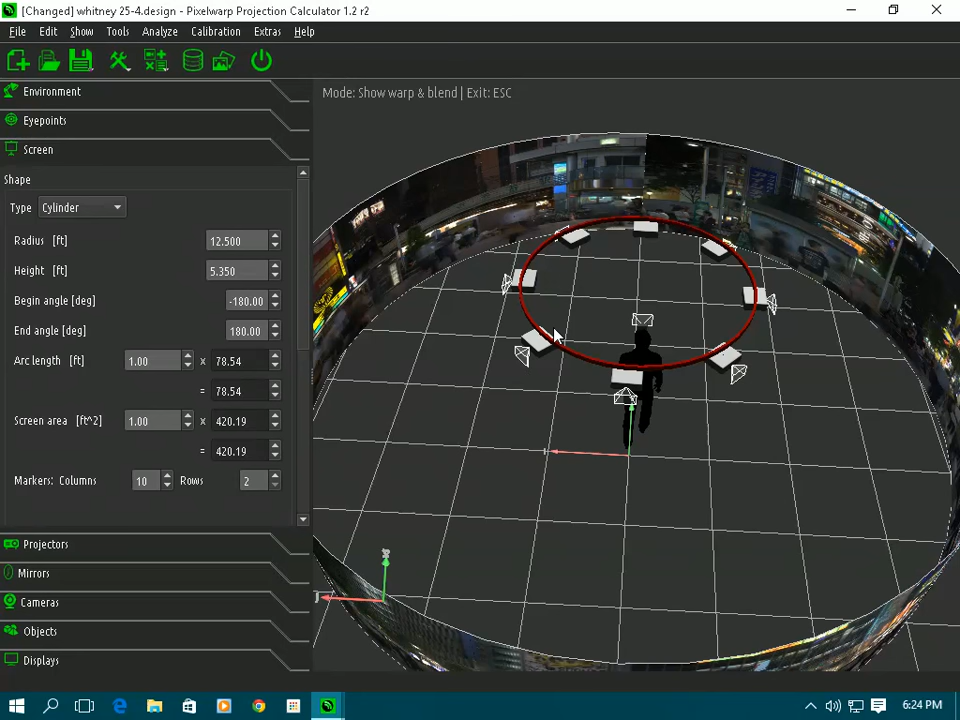 [Changed] whitney 25-4.design - Pixelwarp Projection Calculator 1.2 r2
File Edit Show Tools Analyze Calibration Extras Help
Environment
Mode: Show warp & blend | Exit: ESC
Eyepoints
Screen
Shape
Type Cylinder
Radius [ft] 12.500
Height [ft] 5.350
Begin angle [deg] -180.00
End angle [deg] 180.00
Arc length [ft] 1.00 x 78.54
= 78.54
Screen area [ft^2] 1.00 x 420.19
= 420.19
Markers: Columns 10 Rows 2
Projectors
Mirrors
Cameras
Objects
Displays
6:24 PM